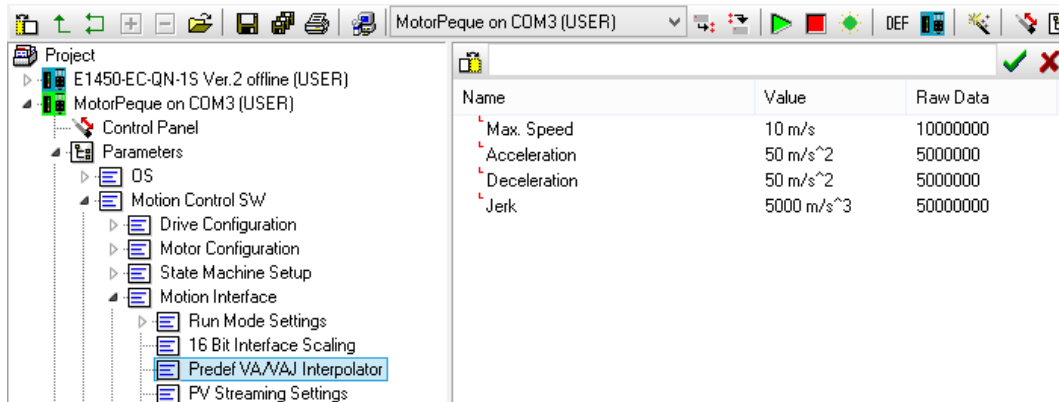 MotorPeque on COM3 (USER)
DEF
Project
E1450-EC-QN-1S Ver.2 offline (USER)
MotorPeque on COM3 (USER)
Control Panel
Parameters
OS
Motion Control SW
Drive Configuration
Motor Configuration
State Machine Setup
Motion Interface
Run Mode Settings
16 Bit Interface Scaling
Predef VA/VAJ Interpolator
PV Streaming Settings
Name Value Raw Data
Max. Speed 10 m/s 10000000
Acceleration 50 m/s^2 5000000
Deceleration 50 m/s^2 5000000
Jerk 5000 m/s^3 50000000